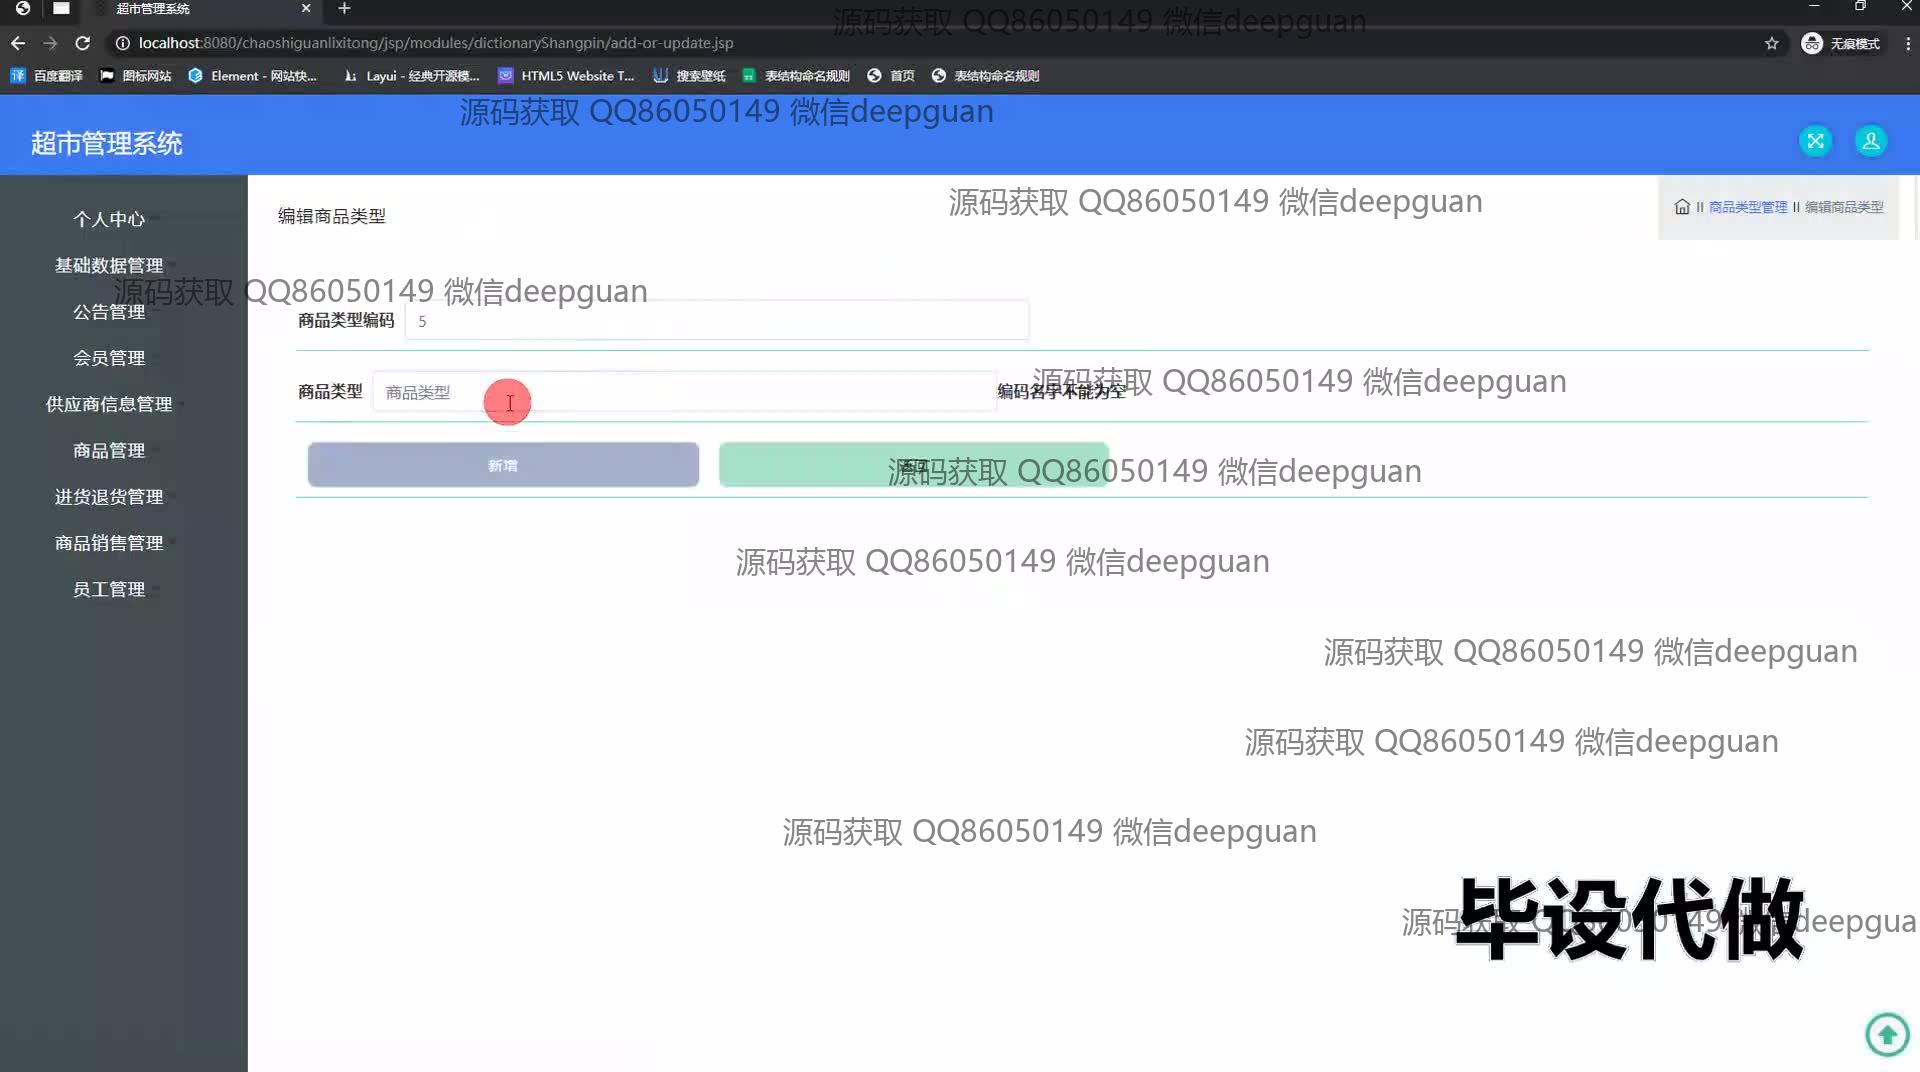 超市管理系统
源码获取 QQ86050149 微信deepguan
localhost:8080/chaoshiguanlixitong/jsp/modules/dictionaryShangpin/add-or-update.jsp
无痕模式
百度翻译
图标网站
Element - 网站快...
Layui - 经典开源模...
HTML5 Website T...
搜索壁纸
表结构命名规则
首页
表结构命名规则
源码获取 QQ86050149 微信deepguan
超市管理系统
个人中心
基础数据管理
公告管理
会员管理
供应商信息管理
商品管理
进货退货管理
商品销售管理
员工管理
编辑商品类型
源码获取 QQ86050149 微信deepguan
II 商品类型管理 II 编辑商品类型
源码获取 QQ86050149 微信deepguan
商品类型编码 5
商品类型 商品类型
编码名字不能为空
源码获取 QQ86050149 微信deepguan
新增
源码获取 QQ86050149 微信deepguan
源码获取 QQ86050149 微信deepguan
源码获取 QQ86050149 微信deepguan
源码获取 QQ86050149 微信deepguan
源码获取 QQ86050149 微信deepguan
毕设代做